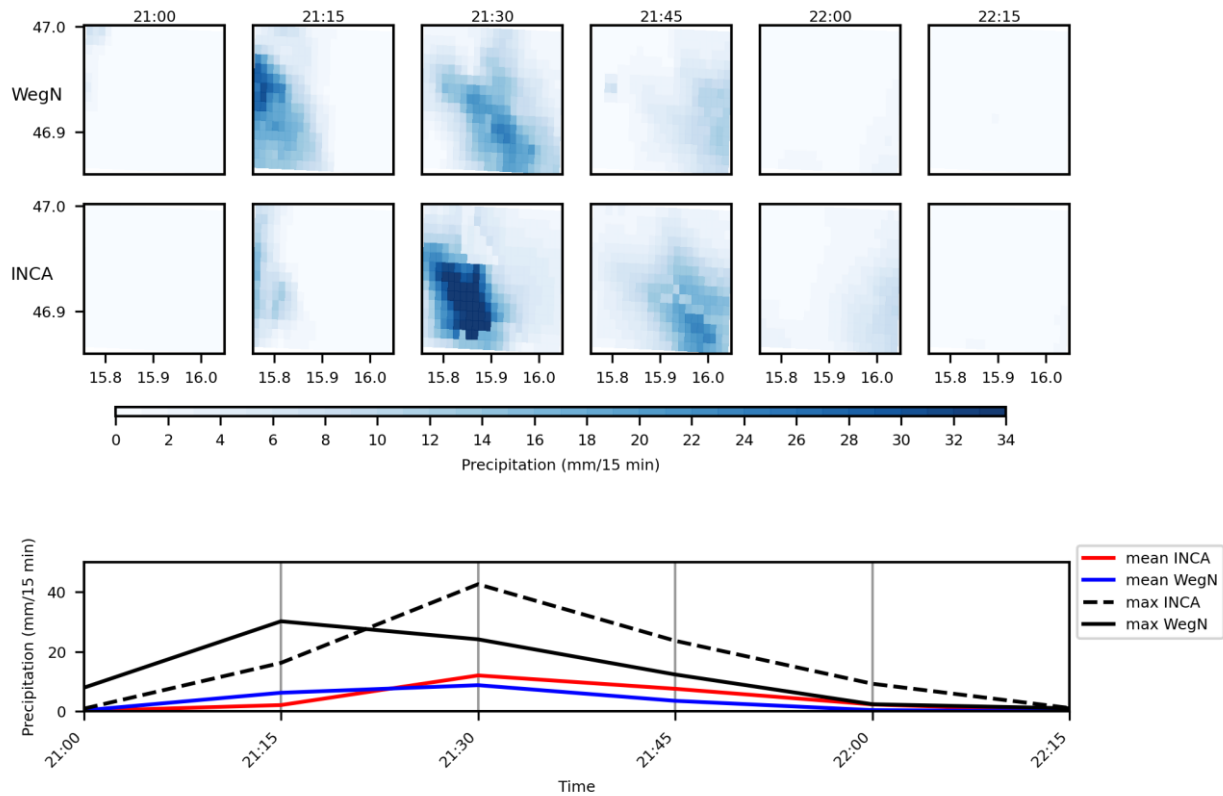 21:00 21:15 21:30 21:45 22:00 22:15
47.0
WegN
46.9
47.0
INCA
46.9
15.8 15.9 16.0 15.8 15.9 16.0 15.8 15.9 16.0 15.8 15.9 16.0 15.8 15.9 16.0 15.8 15.9 16.0
0 2 4 6 8 10 12 14 16 18 20 22 24 26 28 30 32 34
Precipitation (mm/15 min)
Precipitation (mm/15 min)
40
20
0
mean INCA
mean WegN
max INCA
max WegN
21:00 21:15 21:30 21:45 22:00 22:15
Time